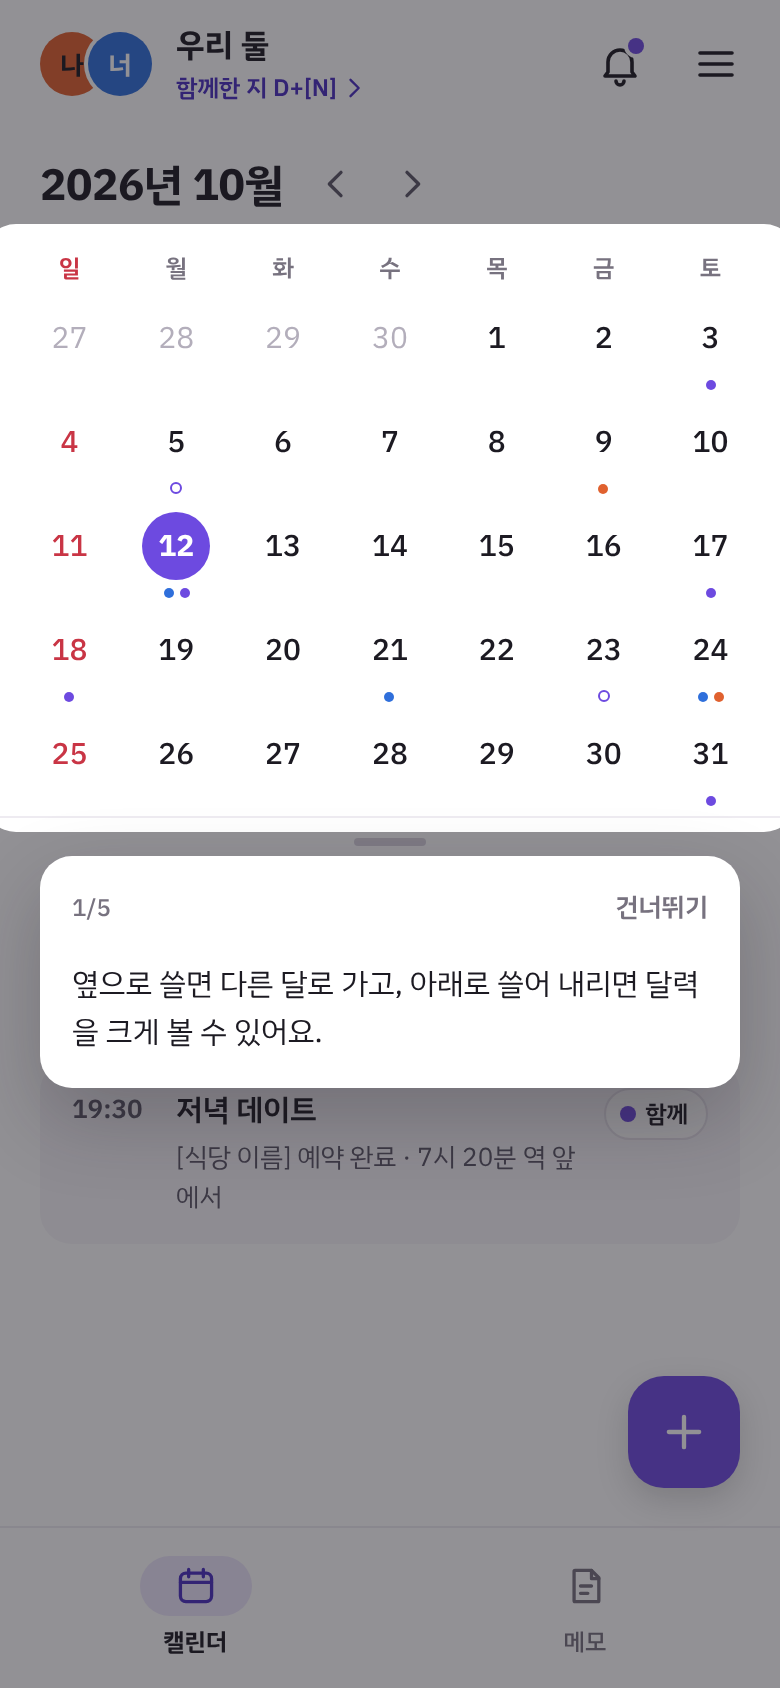 나 너 우리 둘
함께한 지 D+[N]
2026년 10월
일 월 화 수 목 금 토
27 28 29 30 1 2 3
4 5 6 7 8 9 10
11 12 13 14 15 16 17
18 19 20 21 22 23 24
25 26 27 28 29 30 31
1/5 건너뛰기
옆으로 쓸면 다른 달로 가고, 아래로 쓸어 내리면 달력
을 크게 볼 수 있어요.
19:30 저녁 데이트 함께
[식당 이름] 예약 완료 · 7시 20분 역 앞
에서
캘린더 메모